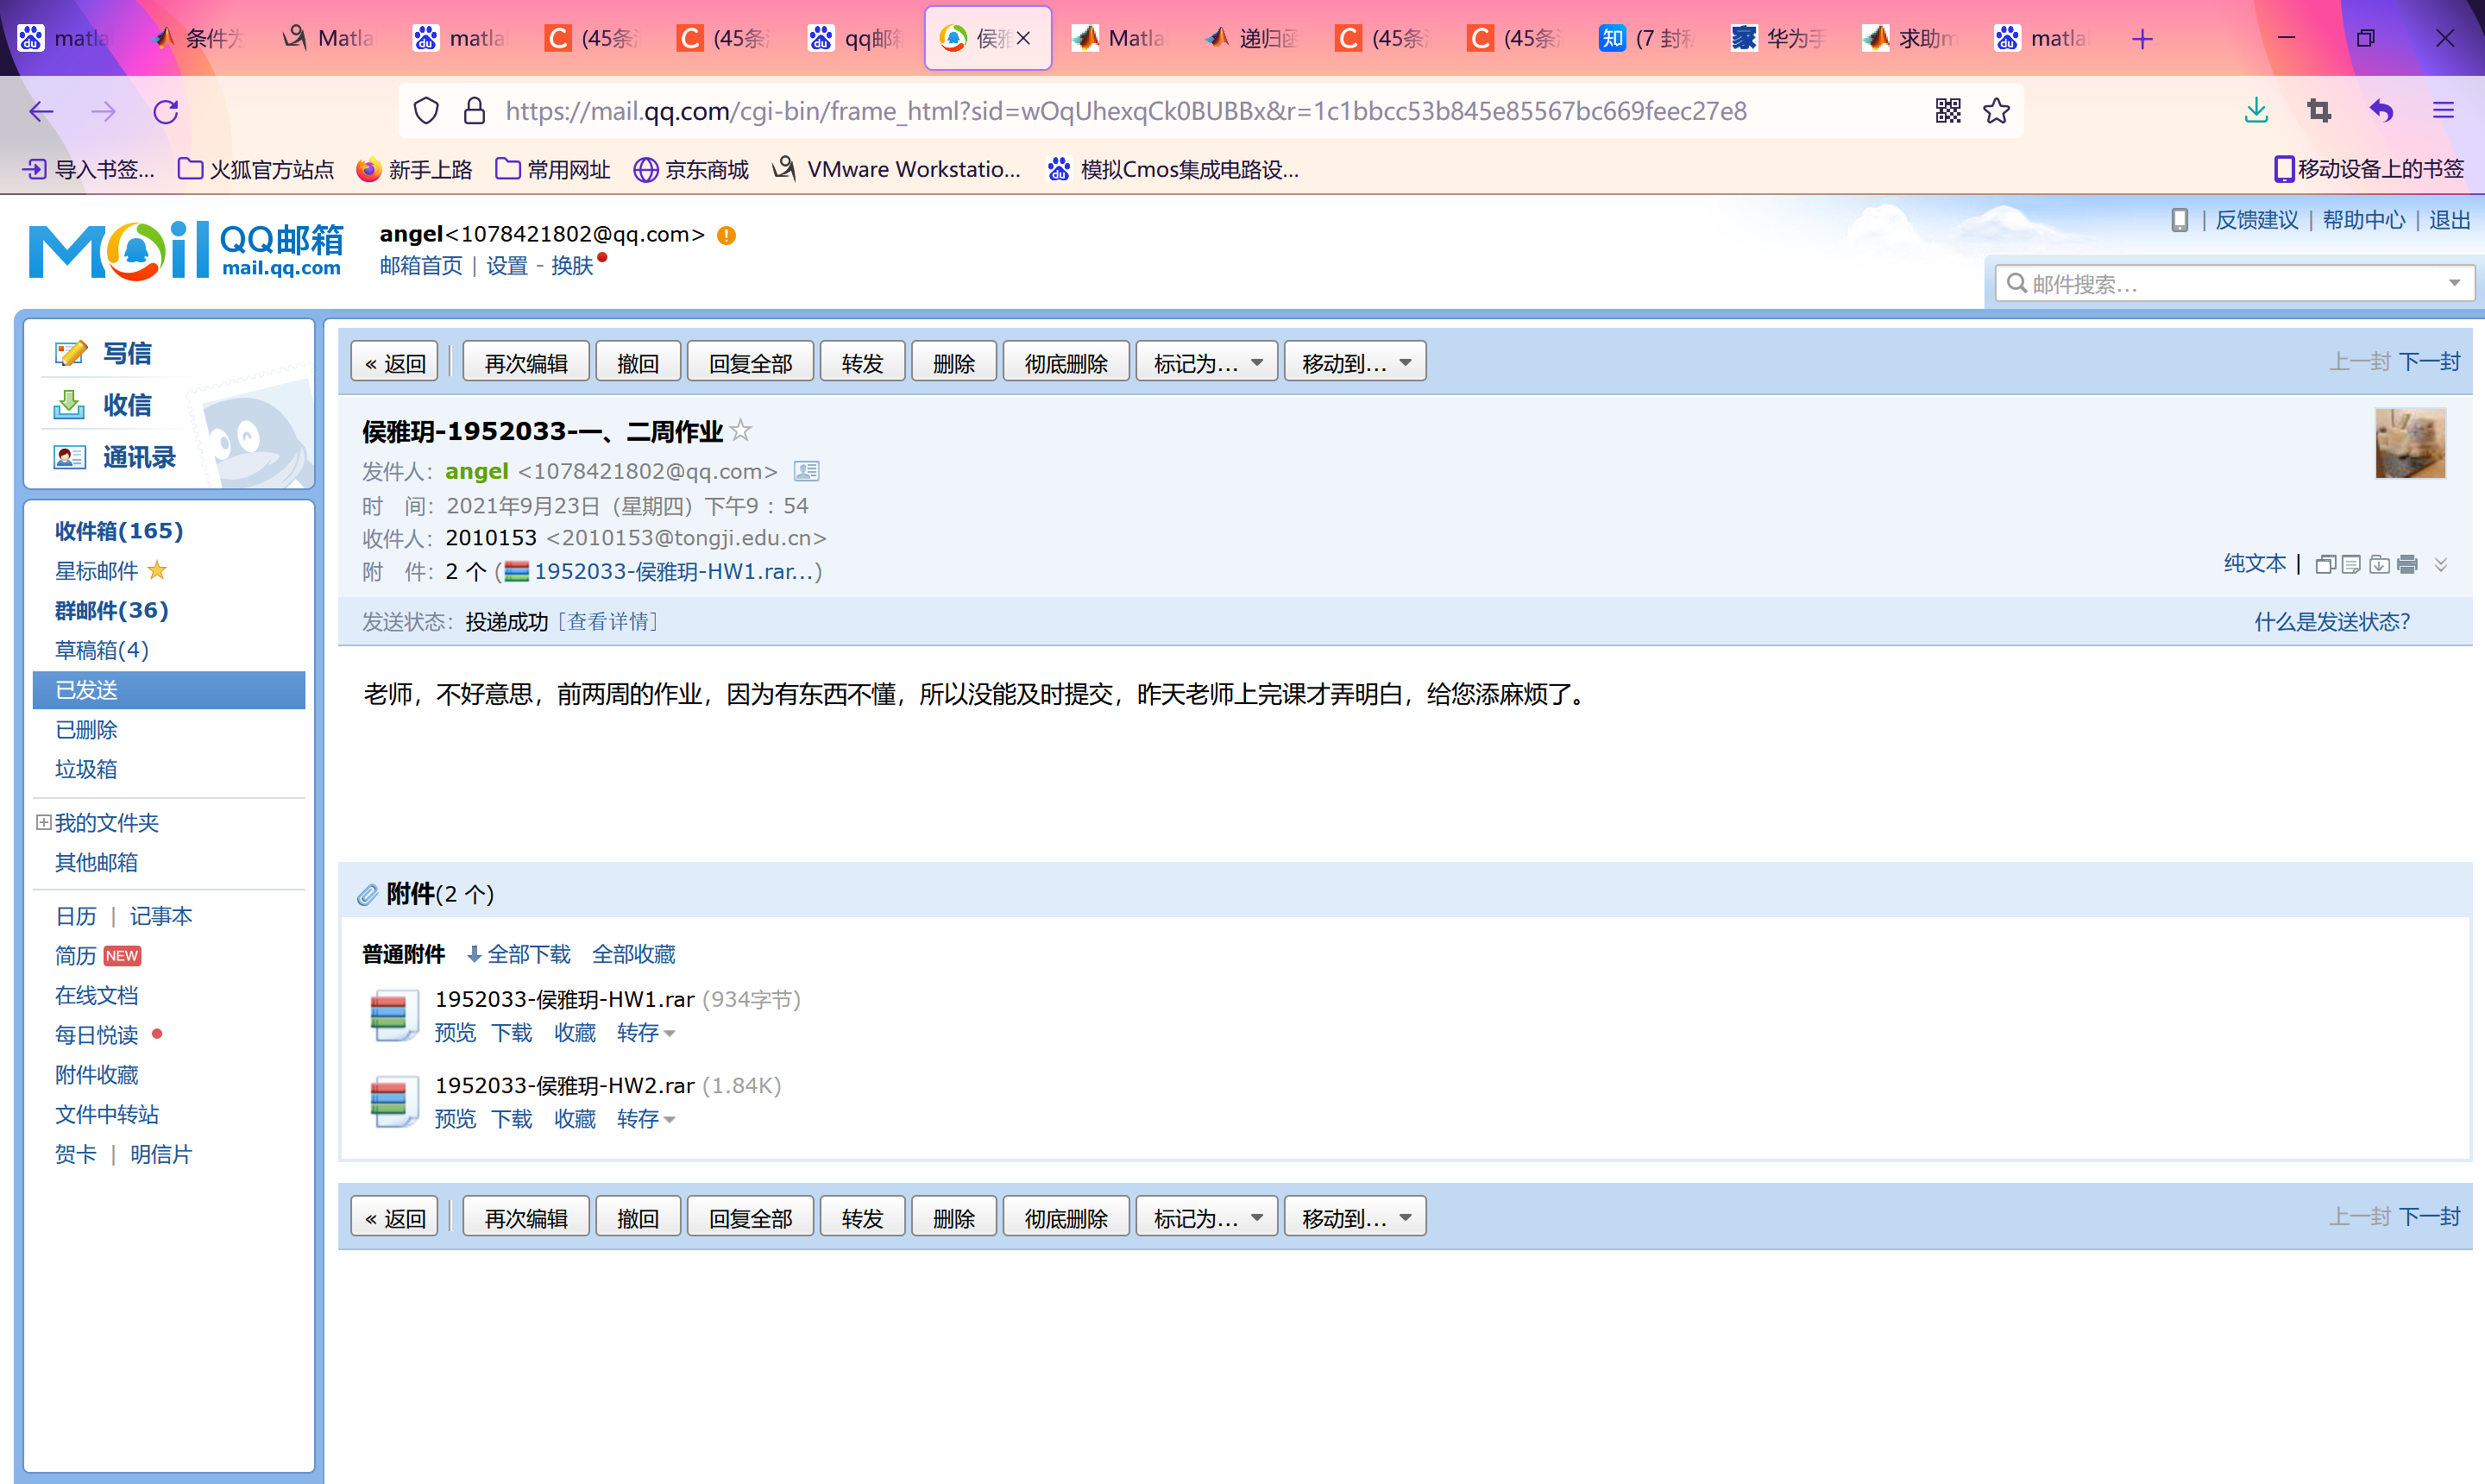 matla
条件为
Matla
matla
(45条
(45条
qq邮箱
侯雅
Matla
递归函
(45条
(45条
(7 封私
华为手
求助m
matla
https://mail.qq.com/cgi-bin/frame_html?sid=wOqUhexqCk0BUBBx&r=1c1bbcc53b845e85567bc669feec27e8
导入书签... 火狐官方站点 新手上路 常用网址 京东商城 VMware Workstatio... 模拟Cmos集成电路设... 移动设备上的书签
Mail QQ邮箱
mail.qq.com
angel<1078421802@qq.com>
邮箱首页 | 设置 - 换肤
| 反馈建议 | 帮助中心 | 退出
邮件搜索...
写信
收信
通讯录
收件箱(165)
星标邮件
群邮件(36)
草稿箱(4)
已发送
已删除
垃圾箱
我的文件夹
其他邮箱
日历 | 记事本
简历 NEW
在线文档
每日悦读
附件收藏
文件中转站
贺卡 | 明信片
« 返回 再次编辑 撤回 回复全部 转发 删除 彻底删除 标记为... 移动到... 上一封 下一封
侯雅玥-1952033-一、二周作业
发件人：angel <1078421802@qq.com>
时 间：2021年9月23日（星期四）下午9：54
收件人：2010153 <2010153@tongji.edu.cn>
附 件：2 个 (1952033-侯雅玥-HW1.rar...)
纯文本 |
发送状态：投递成功 [查看详情] 什么是发送状态？
老师，不好意思，前两周的作业，因为有东西不懂，所以没能及时提交，昨天老师上完课才弄明白，给您添麻烦了。
附件(2 个)
普通附件 全部下载 全部收藏
1952033-侯雅玥-HW1.rar (934字节)
预览 下载 收藏 转存
1952033-侯雅玥-HW2.rar (1.84K)
预览 下载 收藏 转存
« 返回 再次编辑 撤回 回复全部 转发 删除 彻底删除 标记为... 移动到... 上一封 下一封